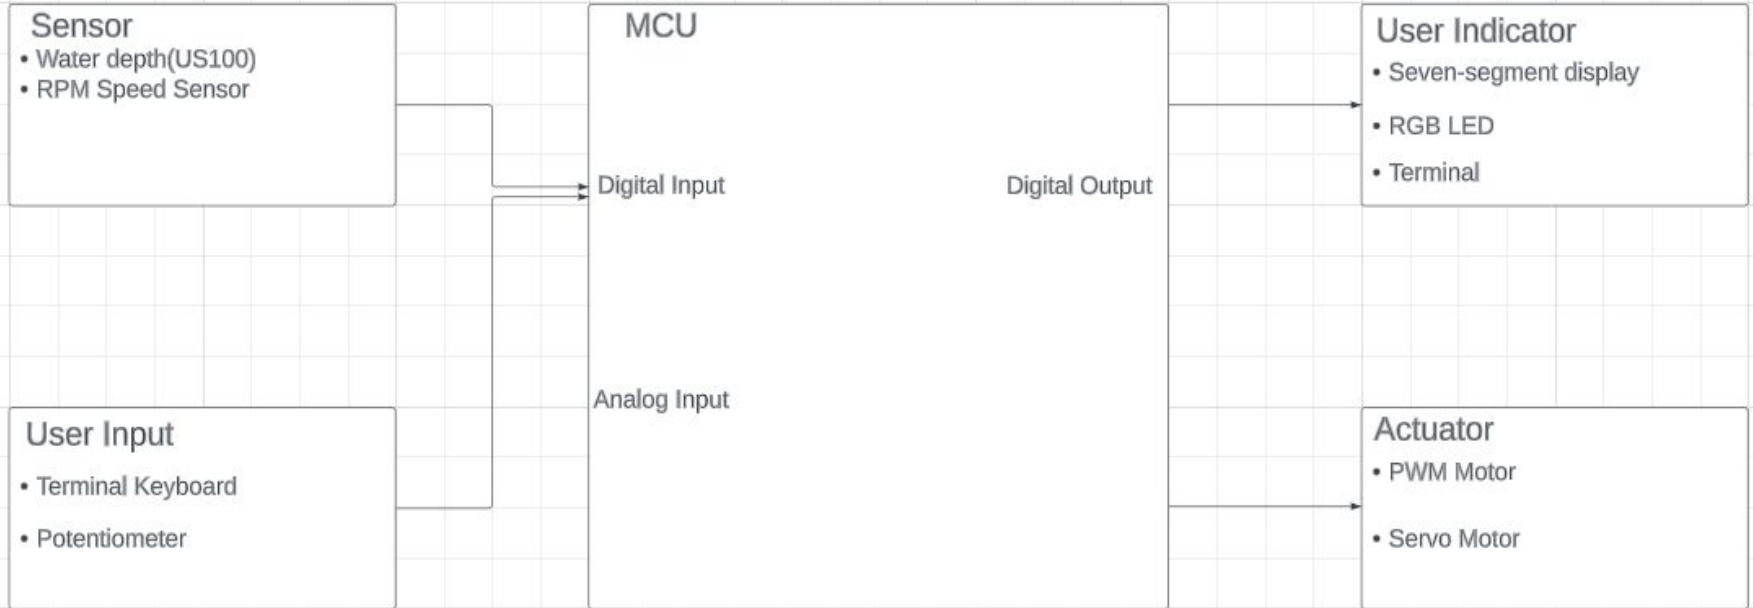 Sensor
• Water depth(US100)
• RPM Speed Sensor
MCU
Digital Input
Analog Input
Digital Output
User Input
• Terminal Keyboard
• Potentiometer
User Indicator
• Seven-segment display
• RGB LED
• Terminal
Actuator
• PWM Motor
• Servo Motor